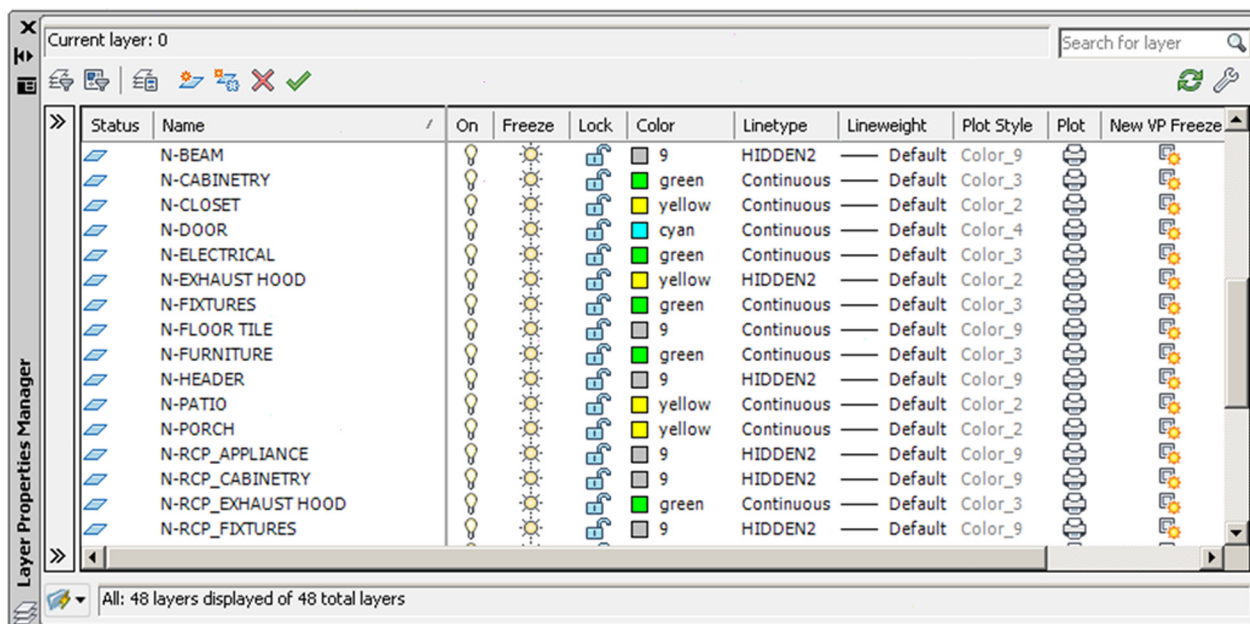 Current layer: 0
Search for layer
Status Name On Freeze Lock Color Linetype Lineweight Plot Style Plot New VP Freeze
N-BEAM 9 HIDDEN2 Default Color_9
N-CABINETRY green Continuous Default Color_3
N-CLOSET yellow Continuous Default Color_2
N-DOOR cyan Continuous Default Color_4
N-ELECTRICAL green Continuous Default Color_3
N-EXHAUST HOOD yellow HIDDEN2 Default Color_2
N-FIXTURES green Continuous Default Color_3
N-FLOOR TILE 9 Continuous Default Color_9
N-FURNITURE green Continuous Default Color_3
N-HEADER 9 HIDDEN2 Default Color_9
N-PATIO yellow Continuous Default Color_2
N-PORCH yellow Continuous Default Color_2
N-RCP_APPLIANCE 9 HIDDEN2 Default Color_9
N-RCP_CABINETRY 9 HIDDEN2 Default Color_9
N-RCP_EXHAUST HOOD green Continuous Default Color_3
N-RCP_FIXTURES 9 HIDDEN2 Default Color_9
Layer Properties Manager
All: 48 layers displayed of 48 total layers